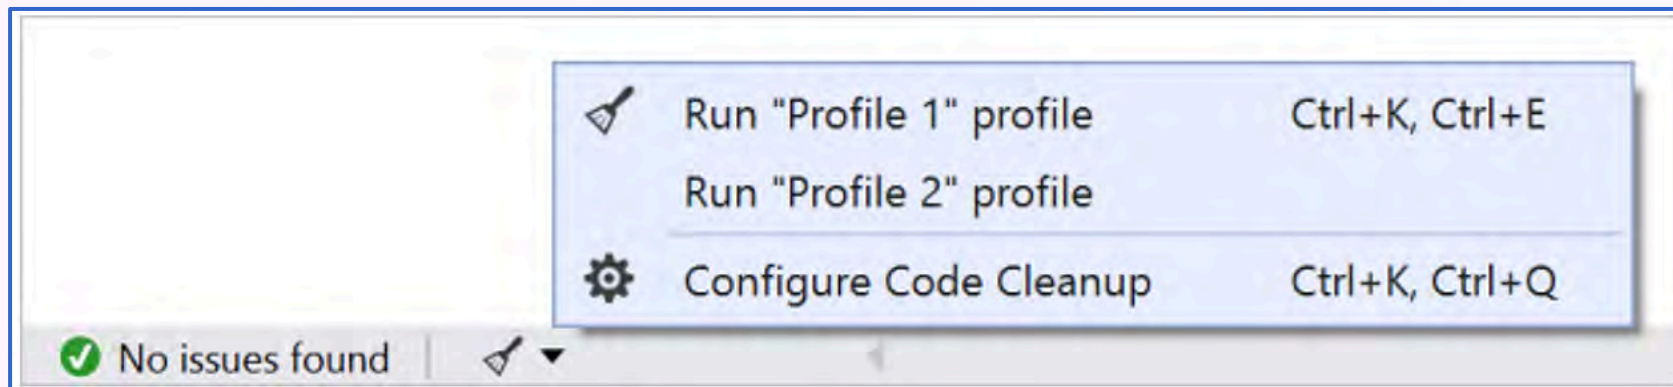 Run "Profile 1" profile Ctrl+K, Ctrl+E
Run "Profile 2" profile
Configure Code Cleanup Ctrl+K, Ctrl+Q
No issues found